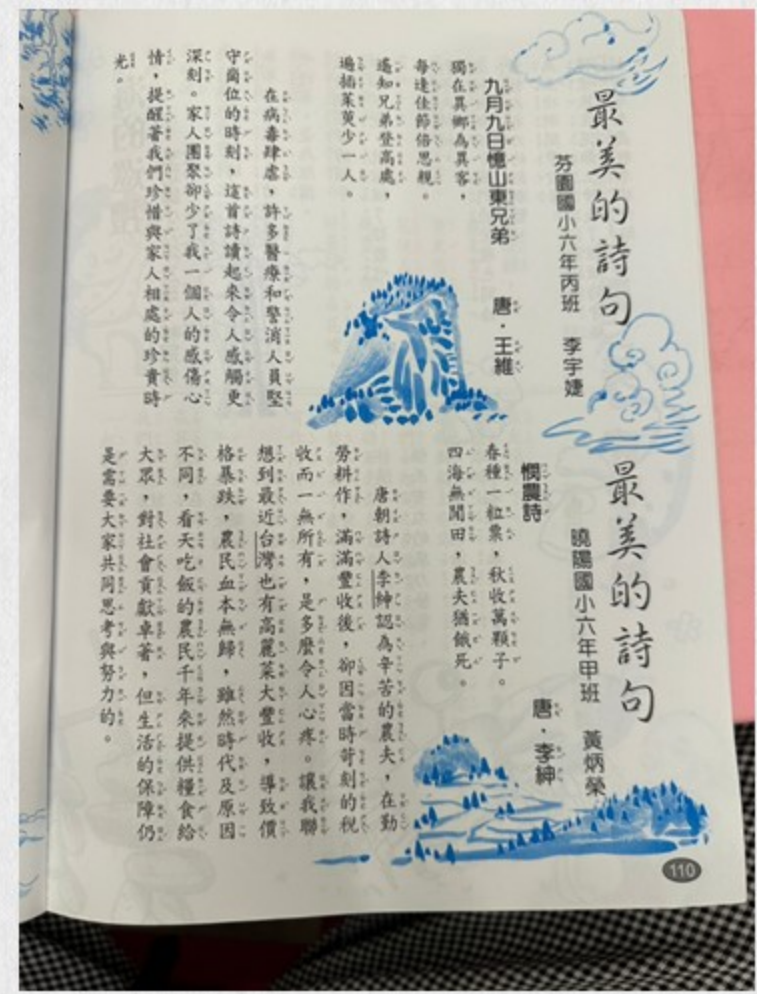 最美的詩句
芬園國小六年丙班　李宇婕
九月九日憶山東兄弟　唐．王維
獨在異鄉為異客，
每逢佳節倍思親。
遙知兄弟登高處，
遍插茱萸少一人。
在病毒肆虐，許多醫療和警消人員堅
守崗位的時刻，這首詩讀起來令人感觸更
深刻。家人團聚卻少了我一個人的感傷心
情，提醒著我們珍惜與家人相處的珍貴時
光。
最美的詩句
曉陽國小六年甲班　黃炳榮
憫農詩　唐．李紳
春種一粒粟，秋收萬顆子。
四海無閒田，農夫猶餓死。
唐朝詩人李紳認為辛苦的農夫，在勤
勞耕作，滿滿豐收後，卻因當時苛刻的稅
收而一無所有，是多麼令人心疼。讓我聯
想到最近台灣也有高麗菜大豐收，導致價
格暴跌，農民血本無歸，雖然時代及原因
不同，看天吃飯的農民千年來提供糧食給
大眾，對社會貢獻卓著，但生活的保障仍
是需要大家共同思考與努力的。
110